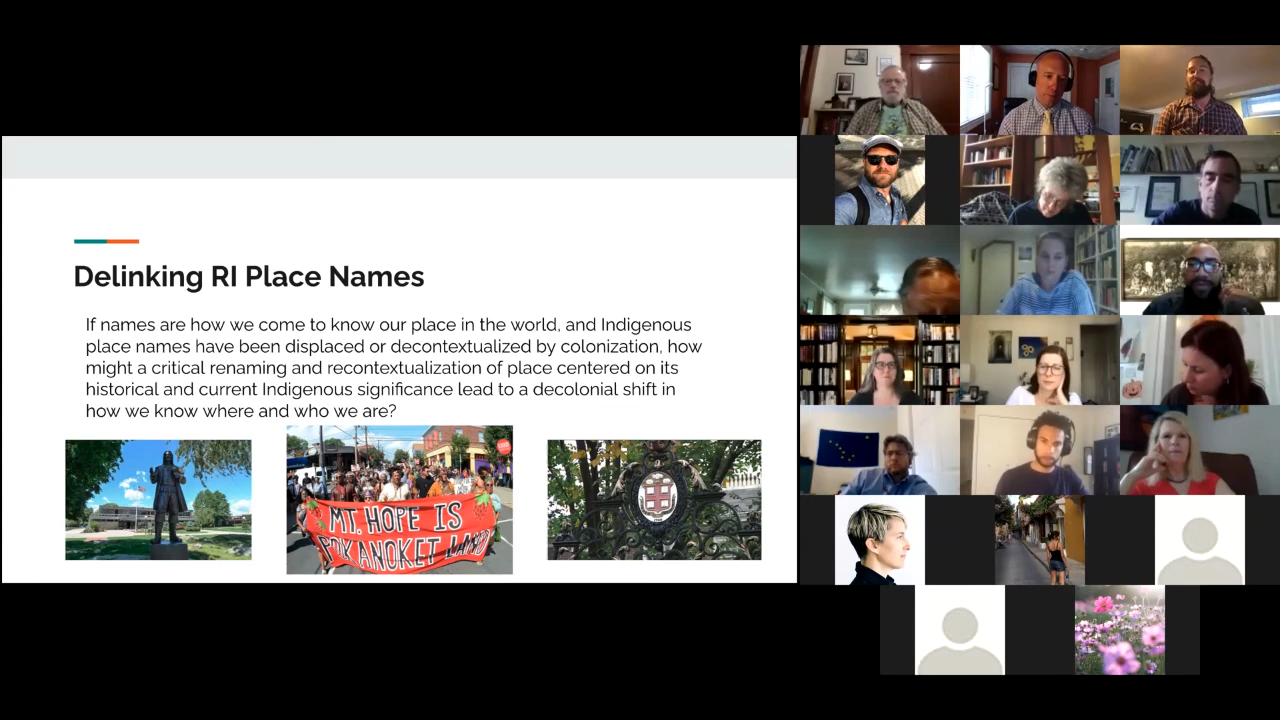 Delinking RI Place Names
If names are how we come to know our place in the world, and Indigenous
place names have been displaced or decontextualized by colonization, how
might a critical renaming and recontextualization of place centered on its
historical and current Indigenous significance lead to a decolonial shift in
how we know where and who we are?
MT. HOPE IS
POKANOKET LAND